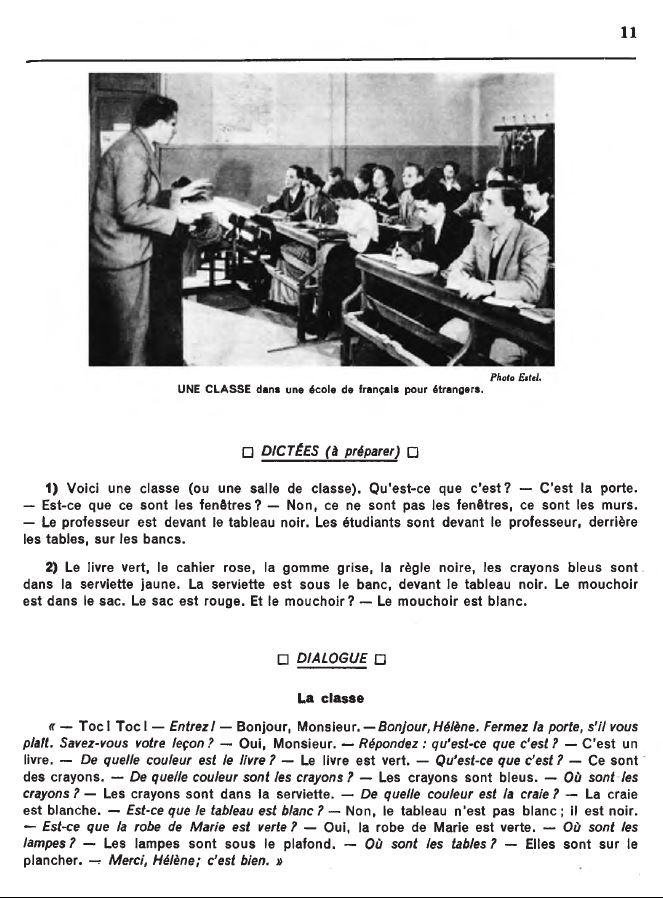 11
Photo Estel.
UNE CLASSE dans une école de français pour étrangers.
□ DICTÉES (à préparer) □
1) Voici une classe (ou une salle de classe). Qu'est-ce que c'est ? — C'est la porte.
— Est-ce que ce sont les fenêtres ? — Non, ce ne sont pas les fenêtres, ce sont les murs.
— Le professeur est devant le tableau noir. Les étudiants sont devant le professeur, derrière
les tables, sur les bancs.
2) Le livre vert, le cahier rose, la gomme grise, la règle noire, les crayons bleus sont
dans la serviette jaune. La serviette est sous le banc, devant le tableau noir. Le mouchoir
est dans le sac. Le sac est rouge. Et le mouchoir ? — Le mouchoir est blanc.
□ DIALOGUE □
La classe
« — Toc ! Toc ! — Entrez ! — Bonjour, Monsieur. — Bonjour, Hélène. Fermez la porte, s'il vous
plaît. Savez-vous votre leçon ? — Oui, Monsieur. — Répondez : qu'est-ce que c'est ? — C'est un
livre. — De quelle couleur est le livre ? — Le livre est vert. — Qu'est-ce que c'est ? — Ce sont
des crayons. — De quelle couleur sont les crayons ? — Les crayons sont bleus. — Où sont les
crayons ? — Les crayons sont dans la serviette. — De quelle couleur est la craie ? — La craie
est blanche. — Est-ce que le tableau est blanc ? — Non, le tableau n'est pas blanc ; il est noir.
— Est-ce que la robe de Marie est verte ? — Oui, la robe de Marie est verte. — Où sont les
lampes ? — Les lampes sont sous le plafond. — Où sont les tables ? — Elles sont sur le
plancher. — Merci, Hélène ; c'est bien. »